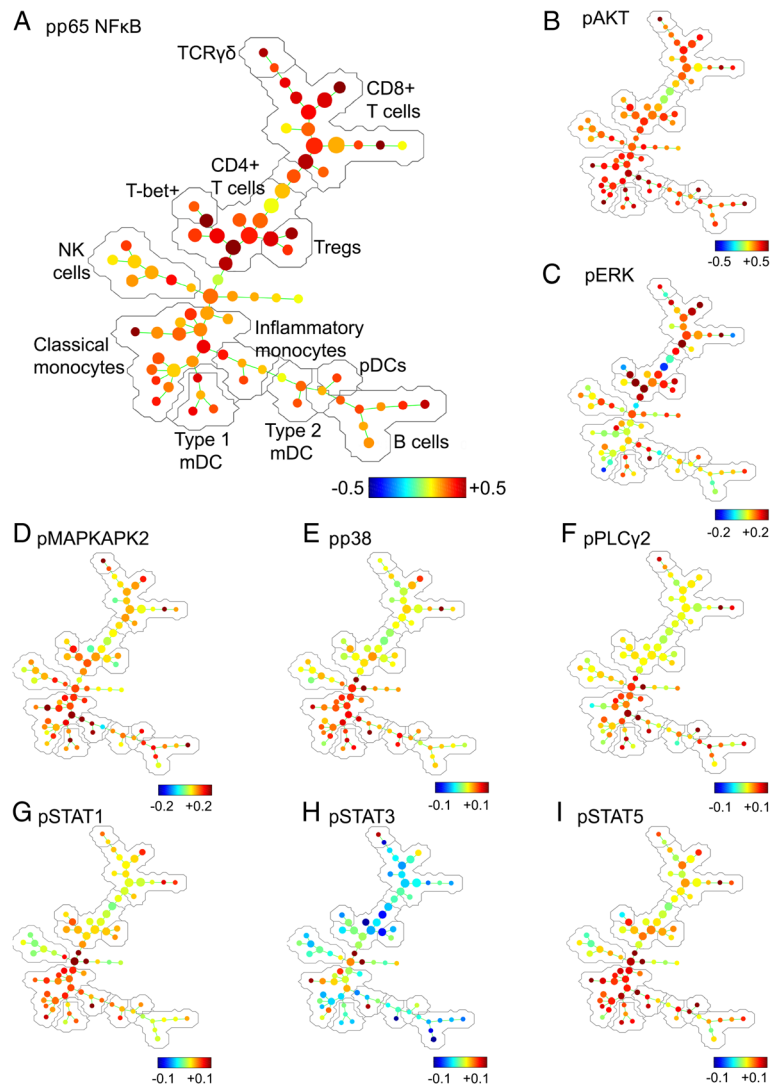 A pp65 NFκB
TCRγδ
CD8+
T cells
CD4+
T cells
T-bet+
Tregs
NK
cells
Classical
monocytes
Inflammatory
monocytes
pDCs
Type 1
mDC
Type 2
mDC
B cells
-0.5 +0.5
B pAKT
-0.5 +0.5
C pERK
-0.2 +0.2
D pMAPKAPK2
-0.2 +0.2
E pp38
-0.1 +0.1
F pPLCγ2
-0.1 +0.1
G pSTAT1
-0.1 +0.1
H pSTAT3
-0.1 +0.1
I pSTAT5
-0.1 +0.1